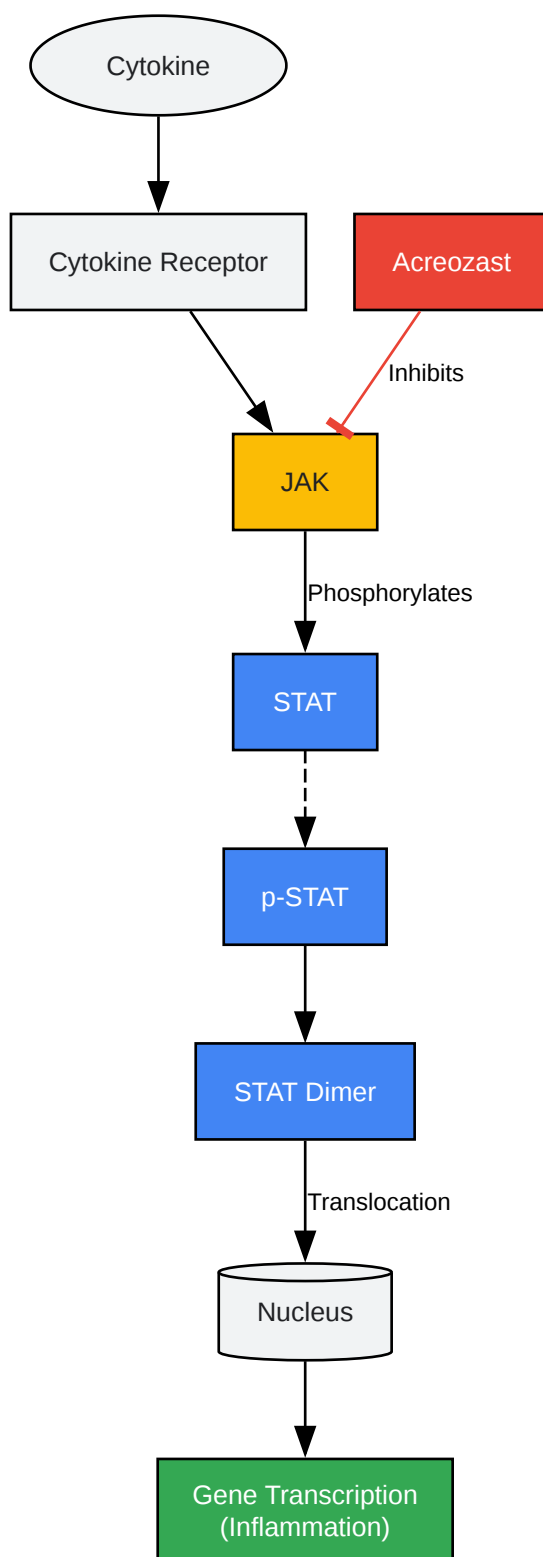 Cytokine
Cytokine Receptor
Acreozast
Inhibits
JAK
Phosphorylates
STAT
p-STAT
STAT Dimer
Translocation
Nucleus
Gene Transcription
(Inflammation)